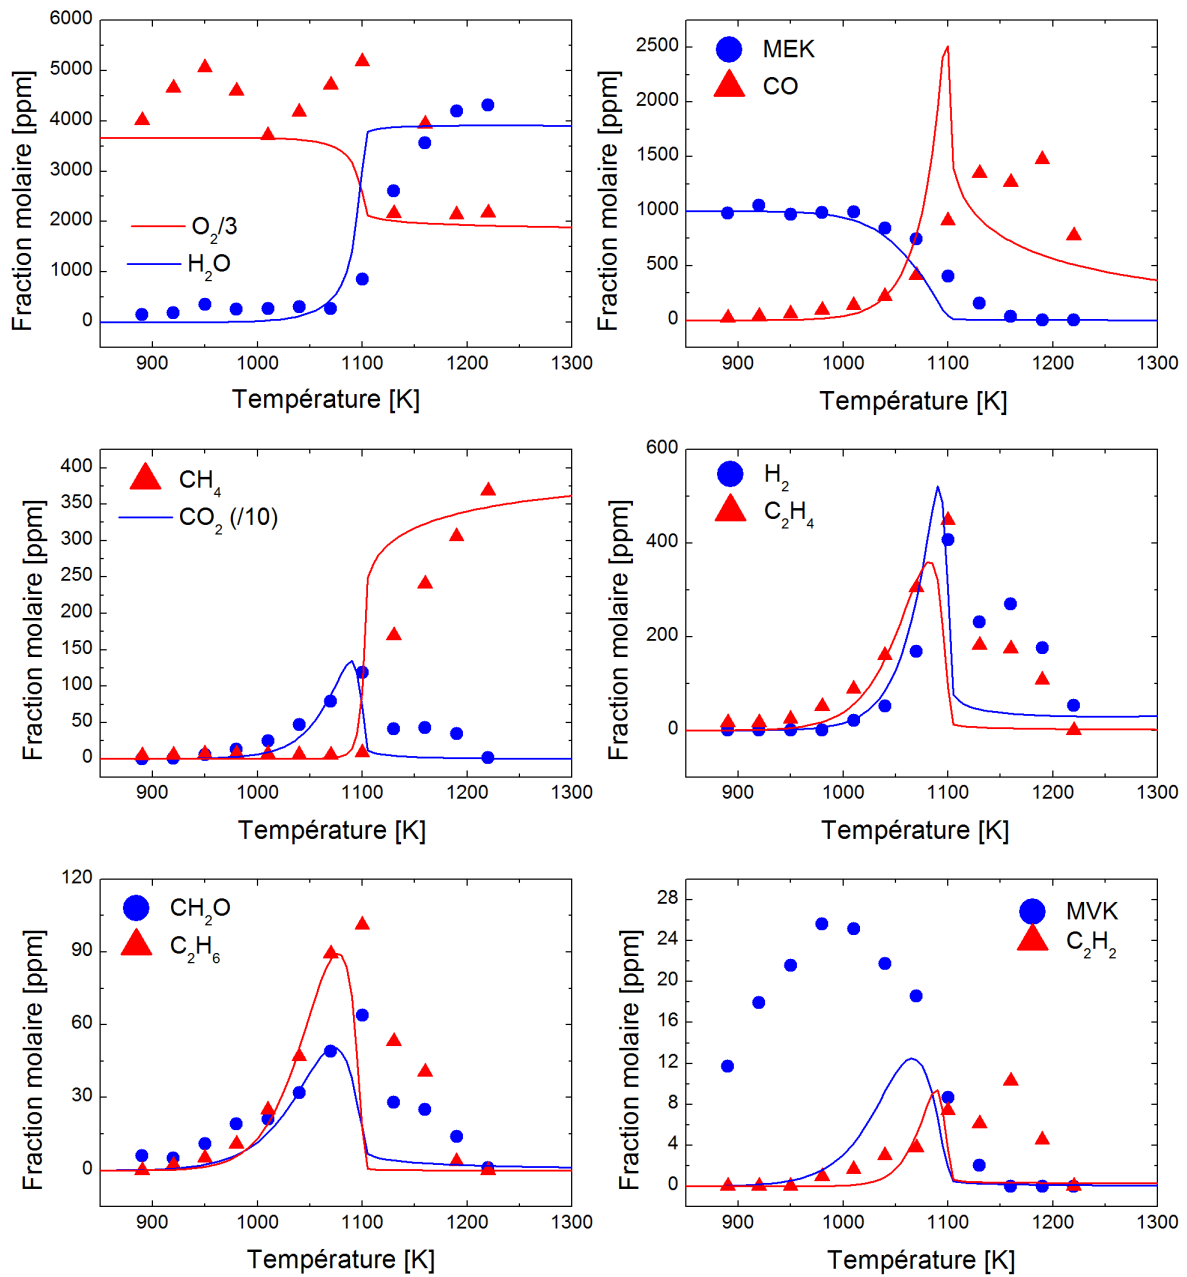 6000
5000
4000
3000
2000
1000
0
Fraction molaire [ppm]
O2/3
H2O
900
1000
1100
1200
1300
Température [K]
2500
2000
1500
1000
500
0
Fraction molaire [ppm]
MEK
CO
900
1000
1100
1200
1300
Température [K]
400
350
300
250
200
150
100
50
0
Fraction molaire [ppm]
CH4
CO2 (/10)
900
1000
1100
1200
1300
Température [K]
600
400
200
0
Fraction molaire [ppm]
H2
C2H4
900
1000
1100
1200
1300
Température [K]
120
90
60
30
0
Fraction molaire [ppm]
CH2O
C2H6
900
1000
1100
1200
1300
Température [K]
28
24
20
16
12
8
4
0
Fraction molaire [ppm]
MVK
C2H2
900
1000
1100
1200
1300
Température [K]